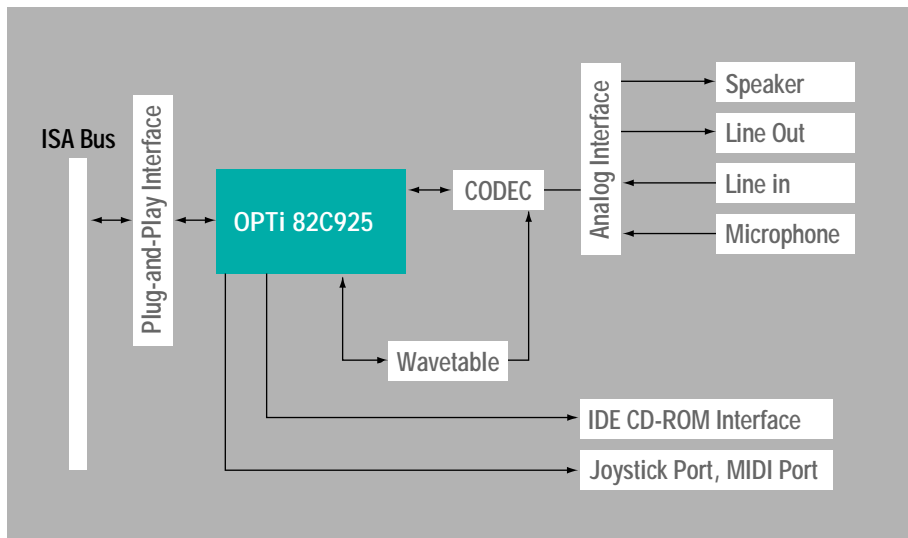 ISA Bus
Plug-and-Play Interface
OPTi 82C925
CODEC
Wavetable
Analog Interface
Speaker
Line Out
Line in
Microphone
IDE CD-ROM Interface
Joystick Port, MIDI Port